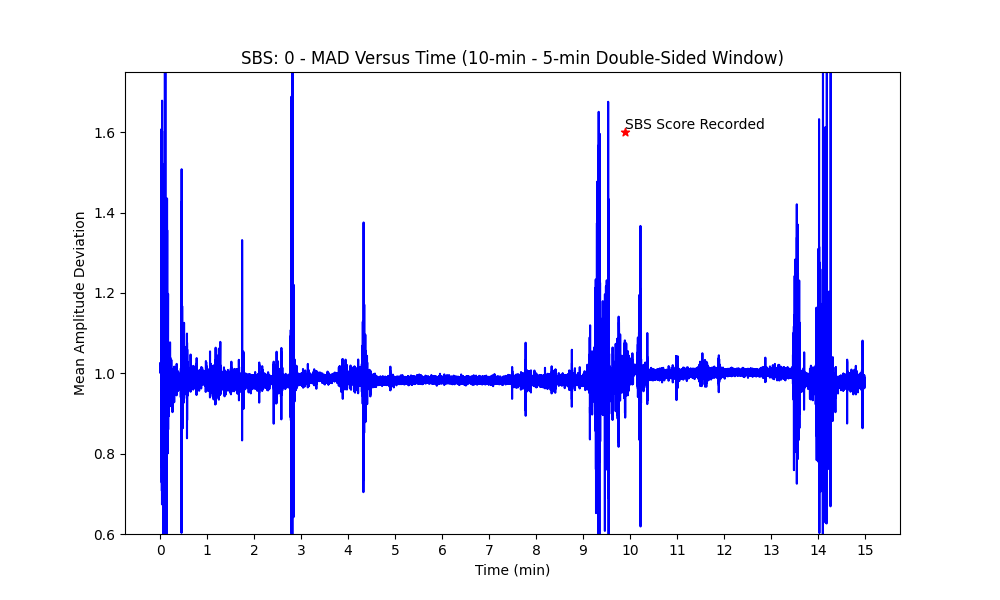 SBS: 0 - MAD Versus Time (10-min - 5-min Double-Sided Window)
Mean Amplitude Deviation
1.6
1.4
1.2
1.0
0.8
0.6
SBS Score Recorded
0 1 2 3 4 5 6 7 8 9 10 11 12 13 14 15
Time (min)